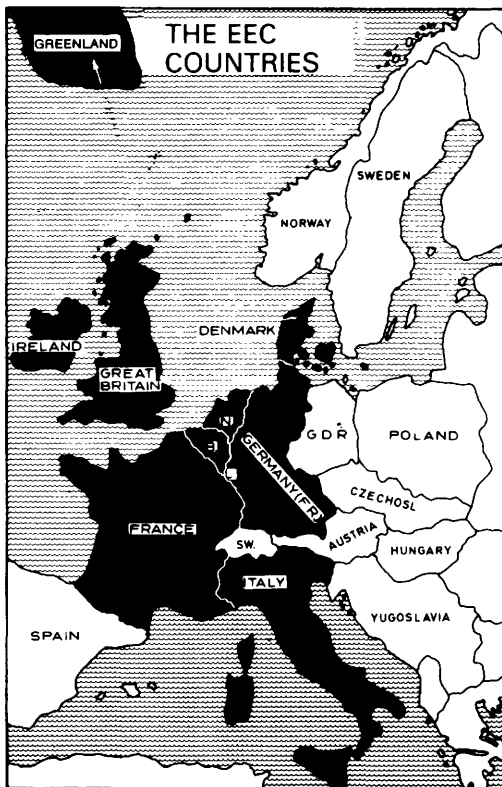 GREENLAND
THE EEC
COUNTRIES
SWEDEN
NORWAY
IRELAND
GREAT
BRITAIN
DENMARK
N
B
GERMANY(FR)
GDR
POLAND
CZECHOSL
FRANCE
SW.
AUSTRIA
HUNGARY
ITALY
YUGOSLAVIA
SPAIN